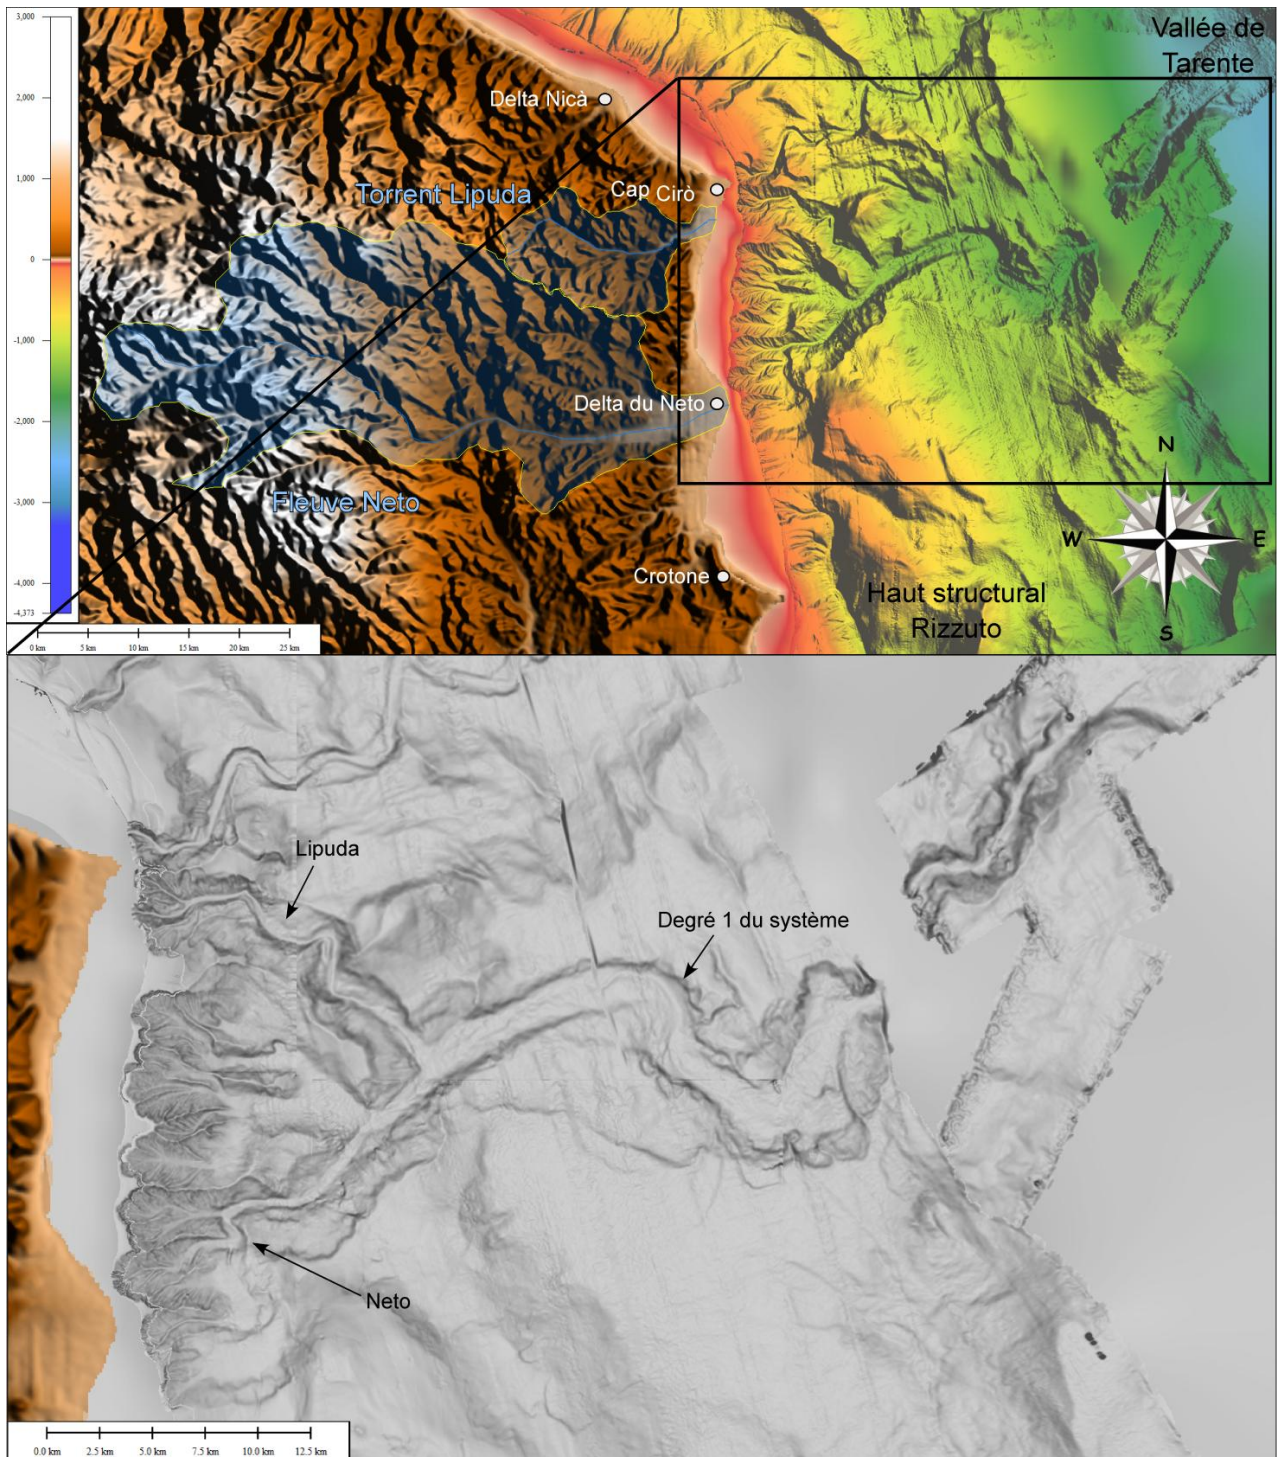 3,000
2,000
1,000
0
-1,000
-2,000
-3,000
-4,000
-4,373
Vallée de
Tarente
Delta Nicà
Torrent Lipuda
Cap Cirò
Delta du Neto
Fleuve Neto
Crotone
Haut structural
Rizzuto
N
W
E
S
0 km 5 km 10 km 15 km 20 km 25 km
Lipuda
Degré 1 du système
Neto
0.0 km 2.5 km 5.0 km 7.5 km 10.0 km 12.5 km